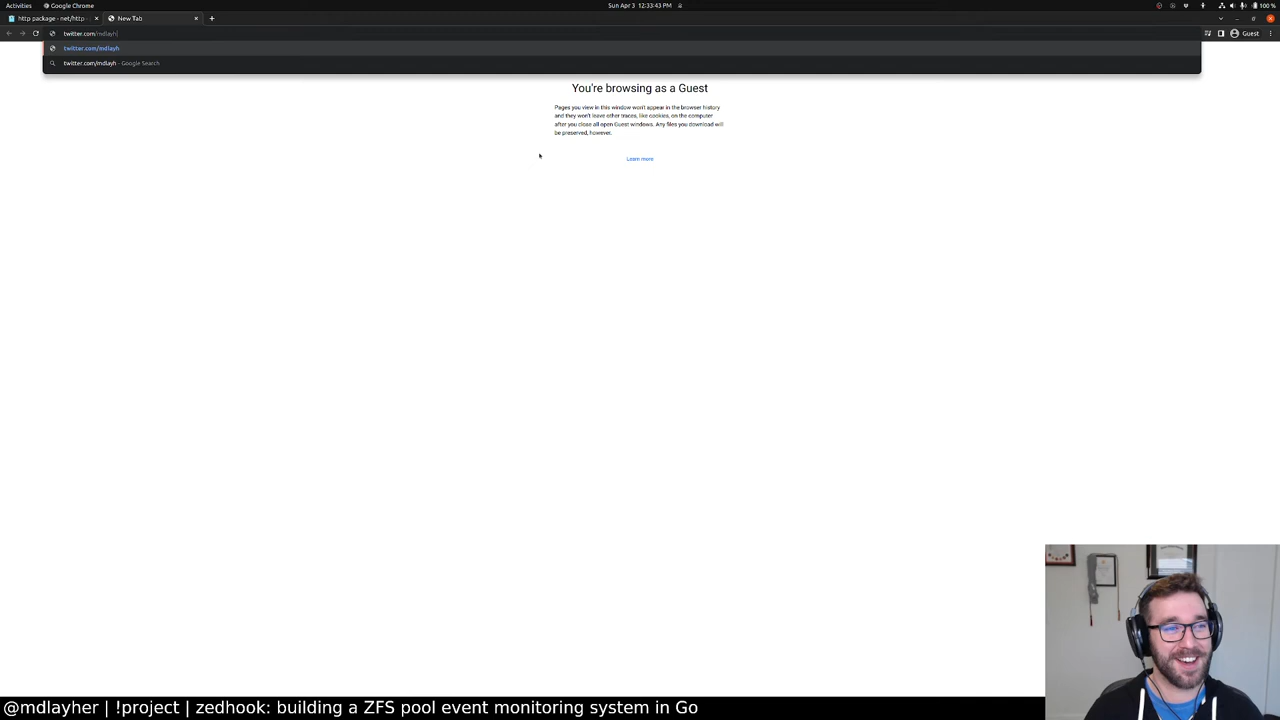 Activities
Google Chrome
Sun Apr 3 12:33:43 PM
100 %
http package - net/http -
New Tab
twitter.com/mdlayh
Guest
twitter.com/mdlayh
twitter.com/mdlayh - Google Search
You're browsing as a Guest
Pages you view in this window won't appear in the browser history
and they won't leave other traces, like cookies, on the computer
after you close all open Guest windows. Any files you download will
be preserved, however.
Learn more
@mdlayher | !project | zedhook: building a ZFS pool event monitoring system in Go